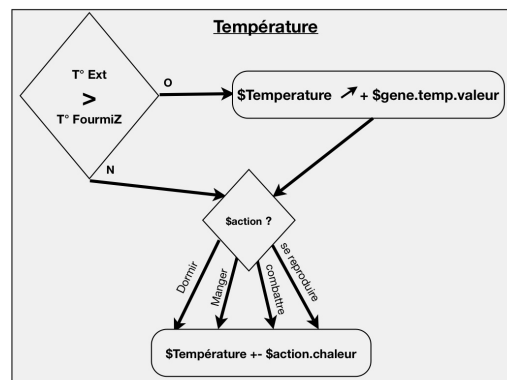 Température
T° Ext
>
T° FourmiZ
O
$Temperature ➚ + $gene.temp.valeur
N
$action ?
Dormir
Manger
combattre
se reproduire
$Température +- $action.chaleur